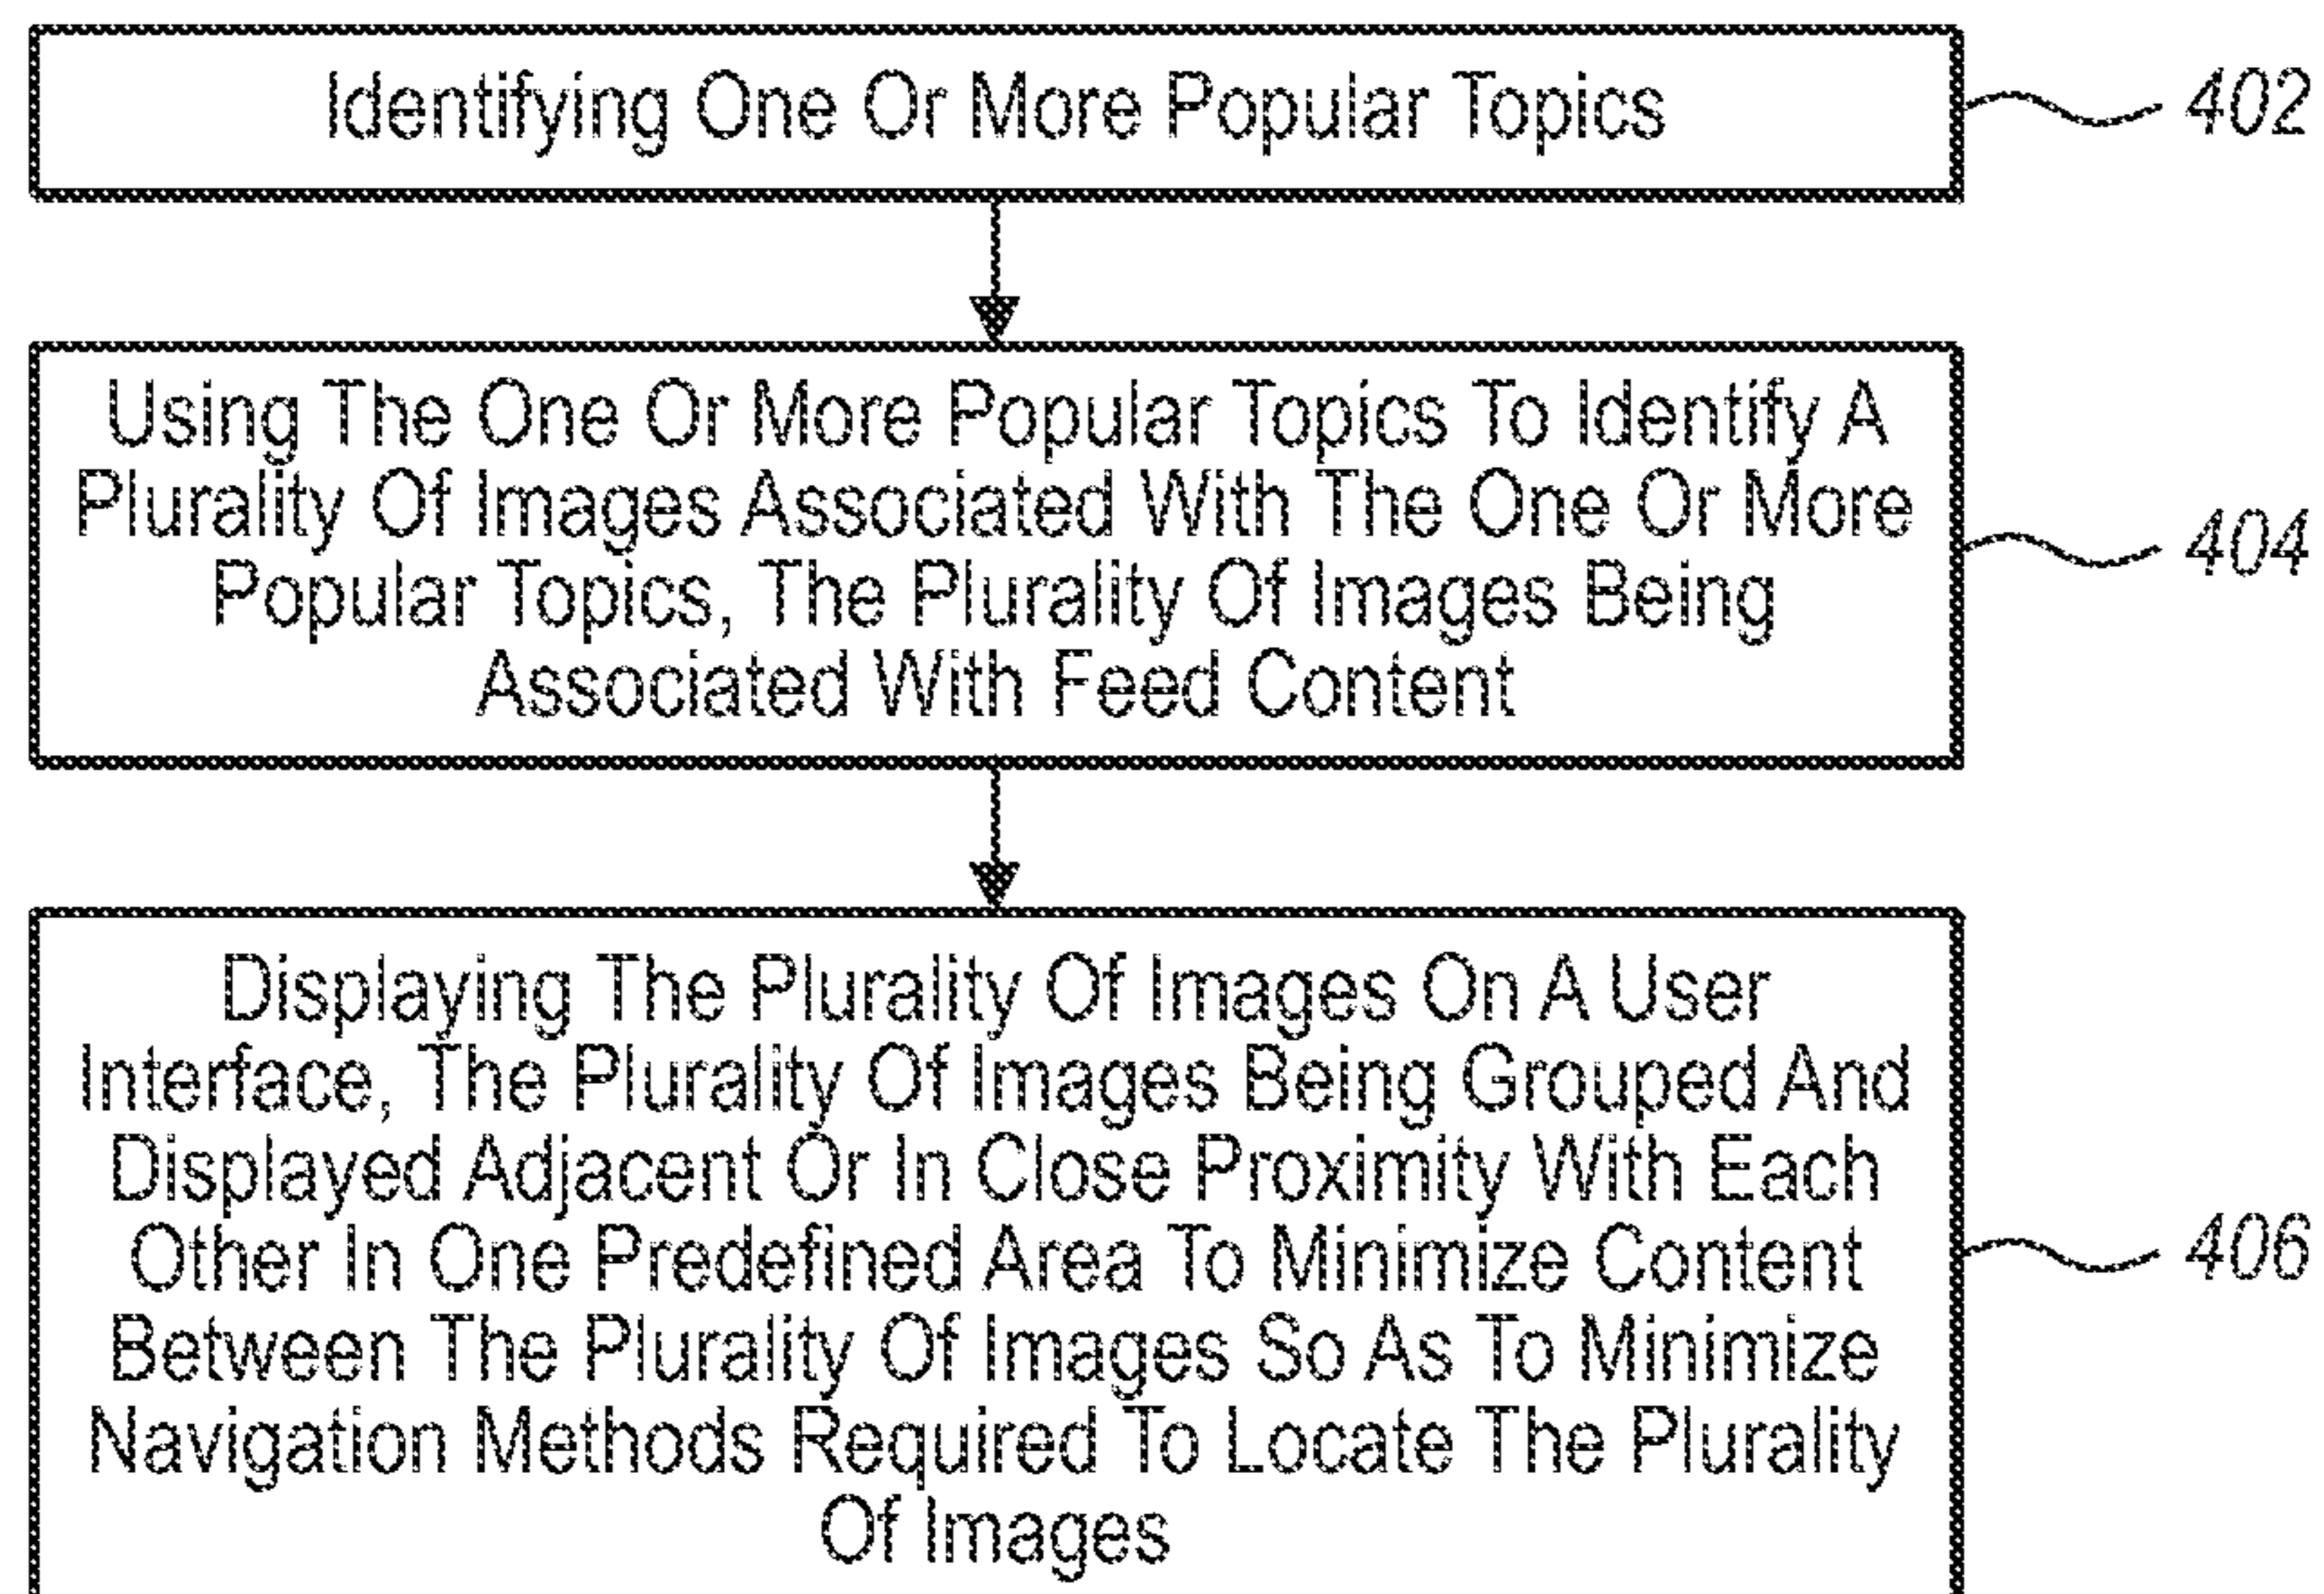 Identifying One Or More Popular Topics
402
Using The One Or More Popular Topics To Identify A
Plurality Of Images Associated With The One Or More
Popular Topics, The Plurality Of Images Being
Associated With Feed Content
404
Displaying The Plurality Of Images On A User
Interface, The Plurality Of Images Being Grouped And
Displayed Adjacent Or In Close Proximity With Each
Other In One Predefined Area To Minimize Content
Between The Plurality Of Images So As To Minimize
Navigation Methods Required To Locate The Plurality
Of Images
406